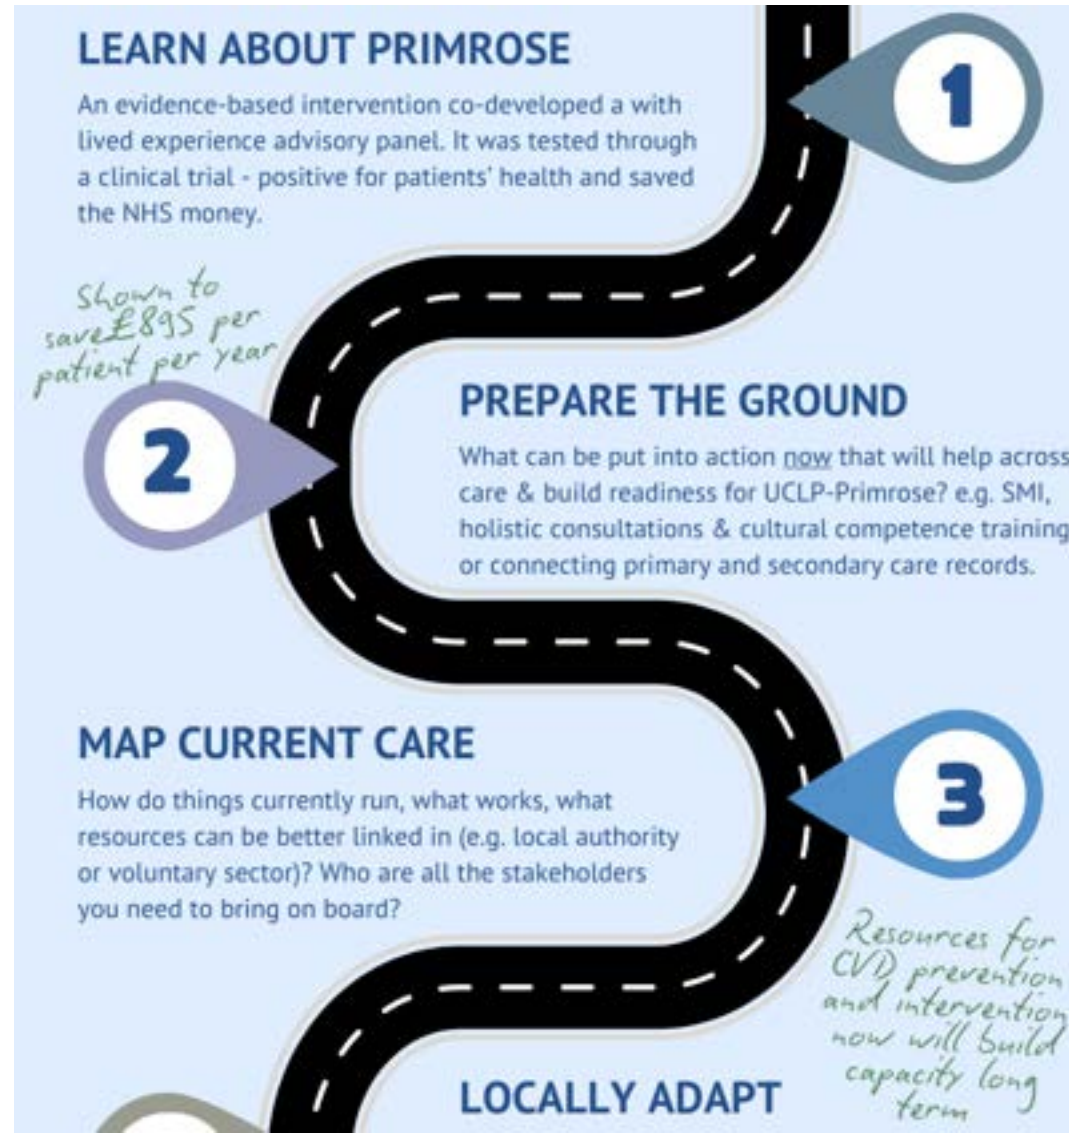 LEARN ABOUT PRIMROSE
1
An evidence-based intervention co-developed a with
lived experience advisory panel. It was tested through
a clinical trial - positive for patients' health and saved
the NHS money.
Shown to
save £895 per
patient per year
2
PREPARE THE GROUND
What can be put into action now that will help across
care & build readiness for UCLP-Primrose? e.g. SMI,
holistic consultations & cultural competence training
or connecting primary and secondary care records.
MAP CURRENT CARE
3
How do things currently run, what works, what
resources can be better linked in (e.g. local authority
or voluntary sector)? Who are all the stakeholders
you need to bring on board?
Resources for
CVD prevention
and intervention
now will build
capacity long
term
LOCALLY ADAPT